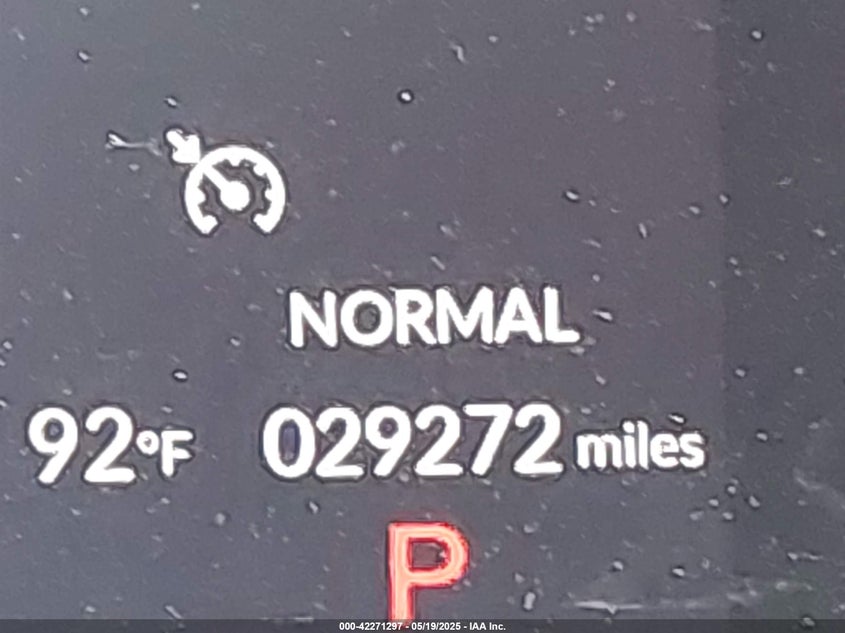 NORMAL
92°F 029272 miles
P
000-42271297 - 05/19/2025 - IAA Inc.